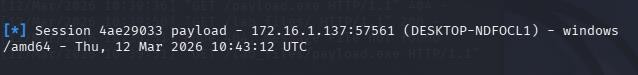 [*] Session 4ae29033 payload - 172.16.1.137:57561 (DESKTOP-NDFOCL1) - windows
/amd64 - Thu, 12 Mar 2026 10:43:12 UTC